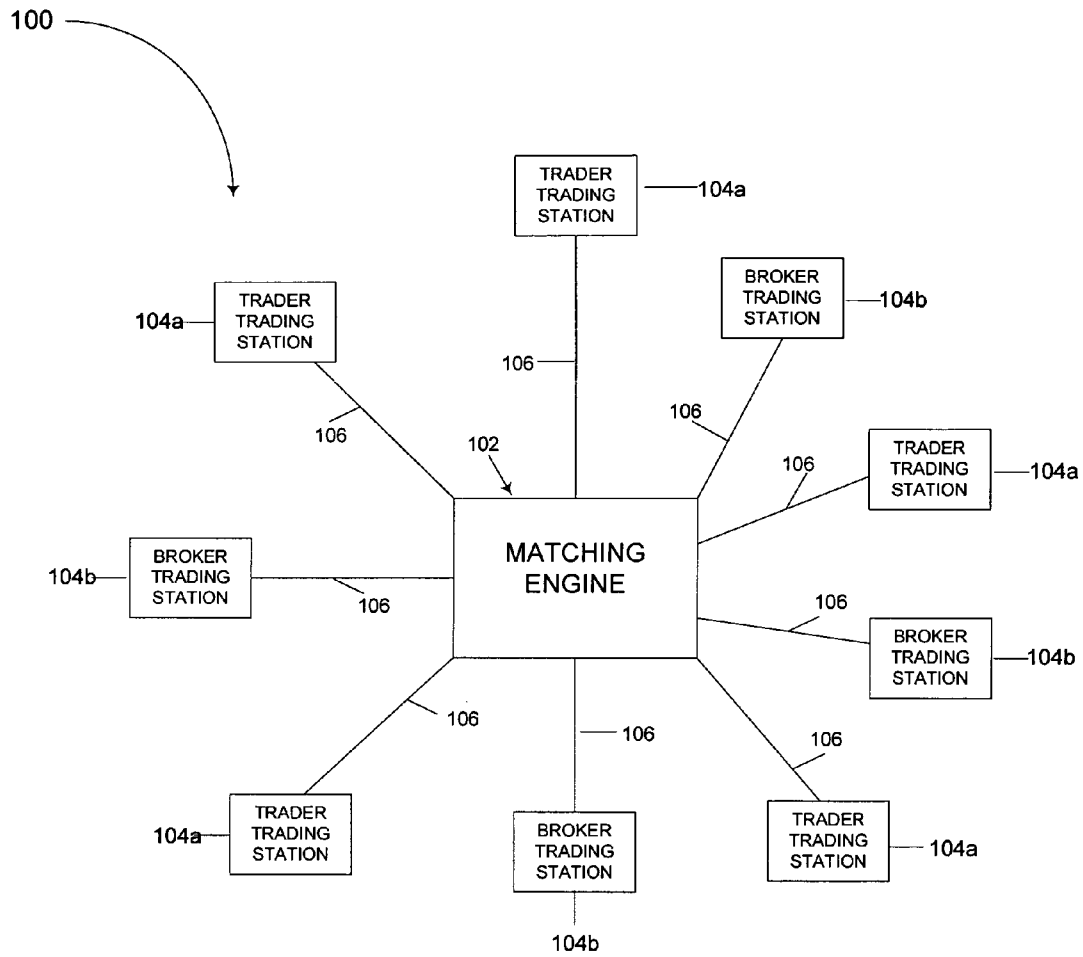 100
TRADER
TRADING
STATION
104a
BROKER
TRADING
STATION
104b
TRADER
TRADING
STATION
104a
106
106
106
102
106
TRADER
TRADING
STATION
104a
MATCHING
ENGINE
BROKER
TRADING
STATION
104b
106
106
BROKER
TRADING
STATION
104b
106
106
106
TRADER
TRADING
STATION
104a
BROKER
TRADING
STATION
104b
TRADER
TRADING
STATION
104a